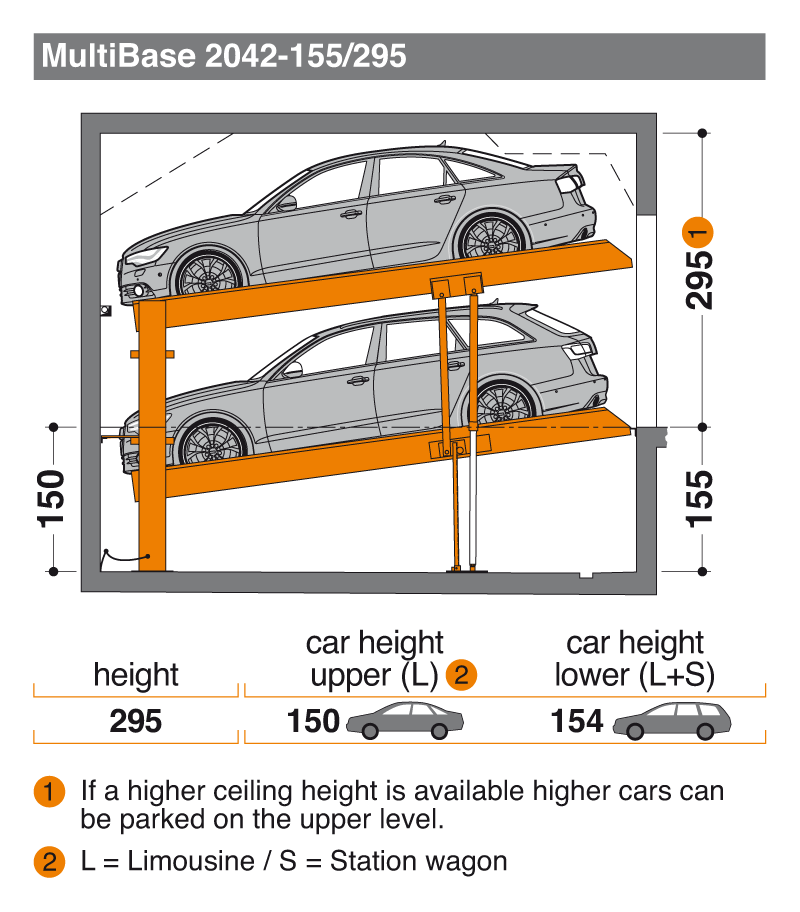 MultiBase 2042-155/295
1
295
150
155
car height
car height
height
upper (L) 2
lower (L+S)
295
150
154
1 If a higher ceiling height is available higher cars can
be parked on the upper level.
2 L = Limousine / S = Station wagon